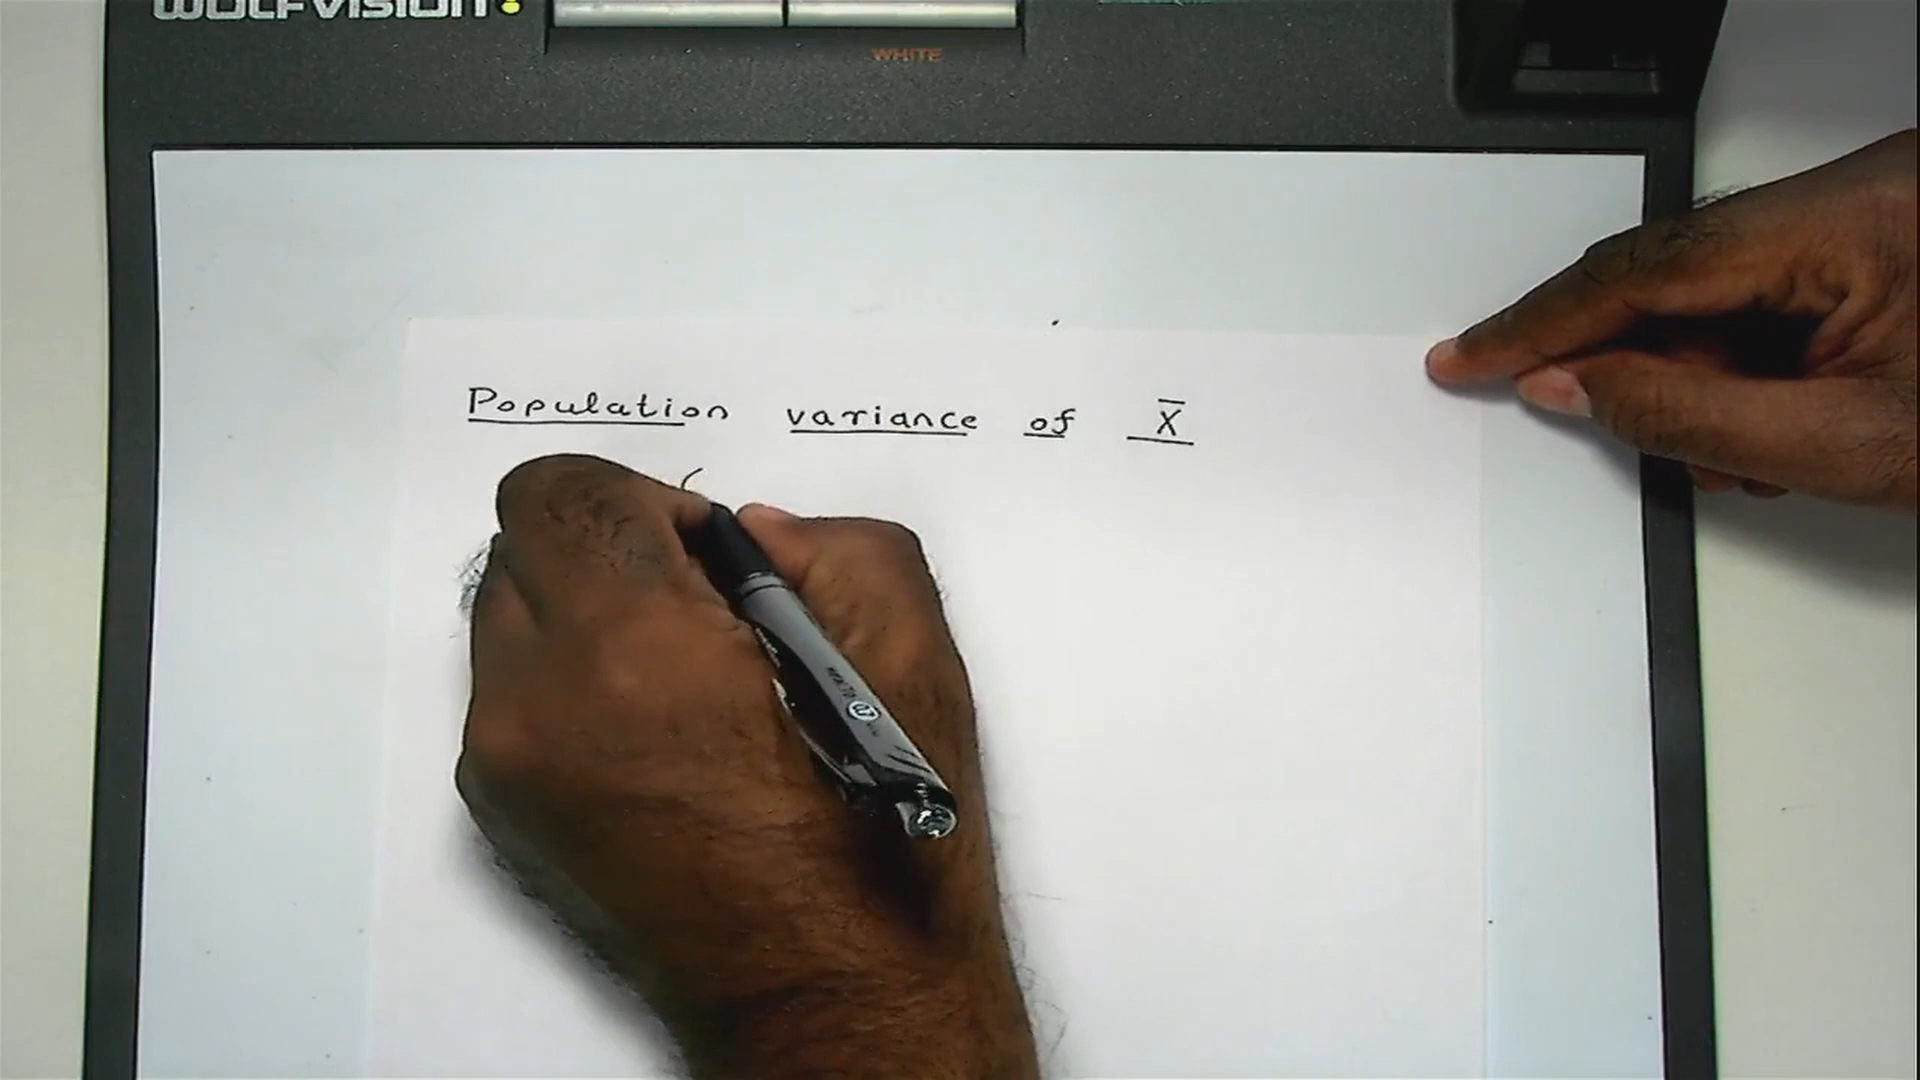 WOLFVISION
WHITE
Population variance of X̅
(